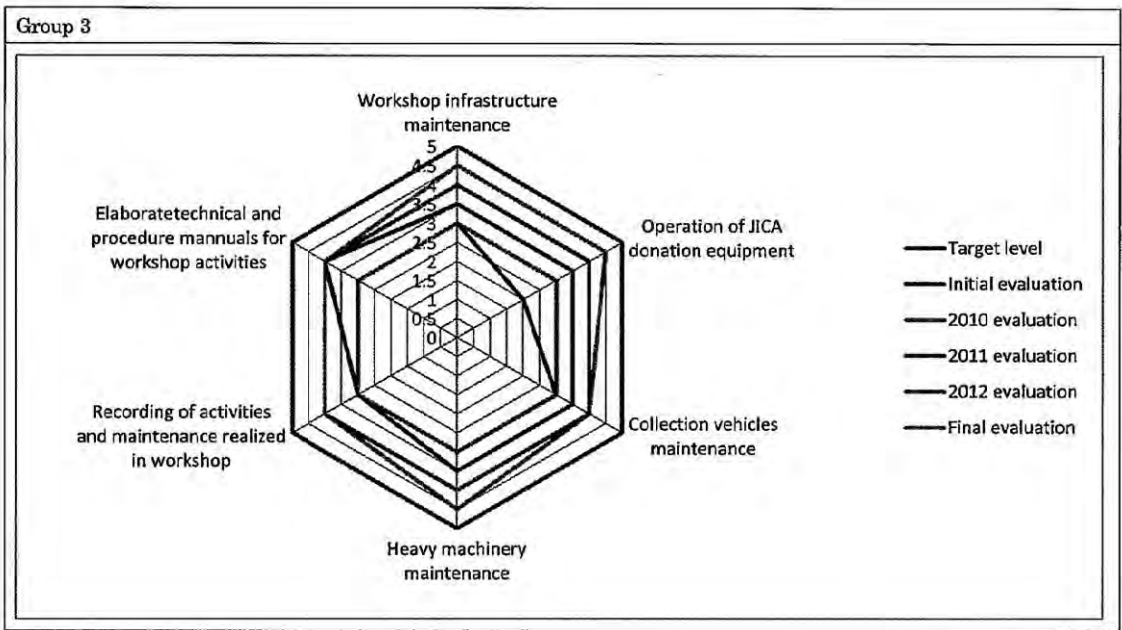 Group 3
Workshop infrastructure
maintenance
5
4.5
4
3.5
3
2.5
2
1.5
1
0.5
0
Operation of JICA
donation equipment
Collection vehicles
maintenance
Heavy machinery
maintenance
Recording of activities
and maintenance realized
in workshop
Elaboratetechnical and
procedure mannuals for
workshop activities
Target level
Initial evaluation
2010 evaluation
2011 evaluation
2012 evaluation
Final evaluation